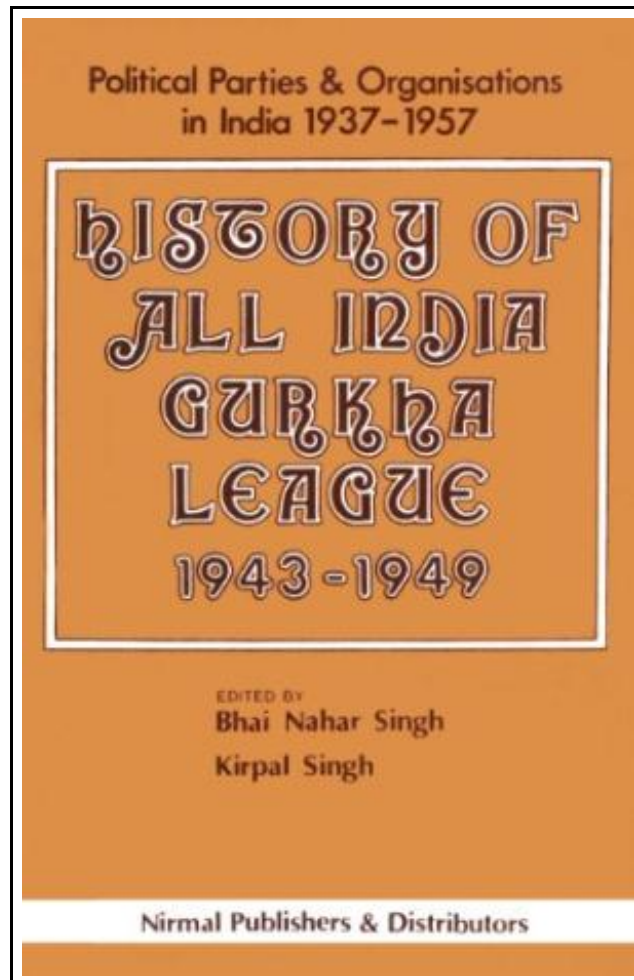 Political Parties & Organisations
in India 1937–1957
HISTORY OF
ALL INDIA
GURKHA
LEAGUE
1943-1949
EDITED BY
Bhai Nahar Singh
Kirpal Singh
Nirmal Publishers & Distributors